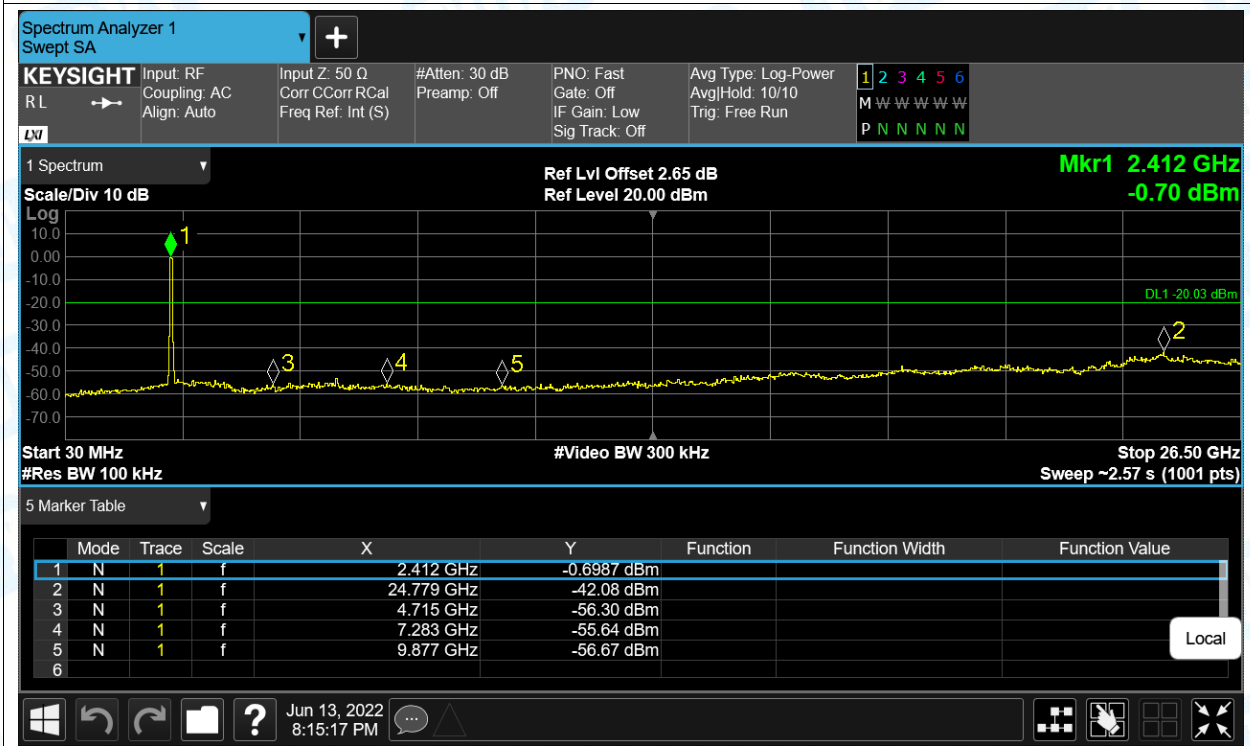 Spectrum Analyzer 1
Swept SA
KEYSIGHT
R L
LXI
Input: RF
Coupling: AC
Align: Auto
Input Z: 50 Ω
Corr CCorr RCal
Freq Ref: Int (S)
#Atten: 30 dB
Preamp: Off
PNO: Fast
Gate: Off
IF Gain: Low
Sig Track: Off
Avg Type: Log-Power
Avg|Hold: 10/10
Trig: Free Run
1 2 3 4 5 6
M W W W W W
P N N N N N
1 Spectrum
Scale/Div 10 dB
Ref Lvl Offset 2.65 dB
Ref Level 20.00 dBm
Mkr1 2.412 GHz
-0.70 dBm
Log
10.0
0.00
-10.0
-20.0
-30.0
-40.0
-50.0
-60.0
-70.0
1
DL1 -20.03 dBm
2
3
4
5
Start 30 MHz
#Video BW 300 kHz
Stop 26.50 GHz
#Res BW 100 kHz
Sweep ~2.57 s (1001 pts)
5 Marker Table
Mode Trace Scale X Y Function Function Width Function Value
1 N 1 f 2.412 GHz -0.6987 dBm
2 N 1 f 24.779 GHz -42.08 dBm
3 N 1 f 4.715 GHz -56.30 dBm
4 N 1 f 7.283 GHz -55.64 dBm
5 N 1 f 9.877 GHz -56.67 dBm
6
Local
?
Jun 13, 2022
8:15:17 PM